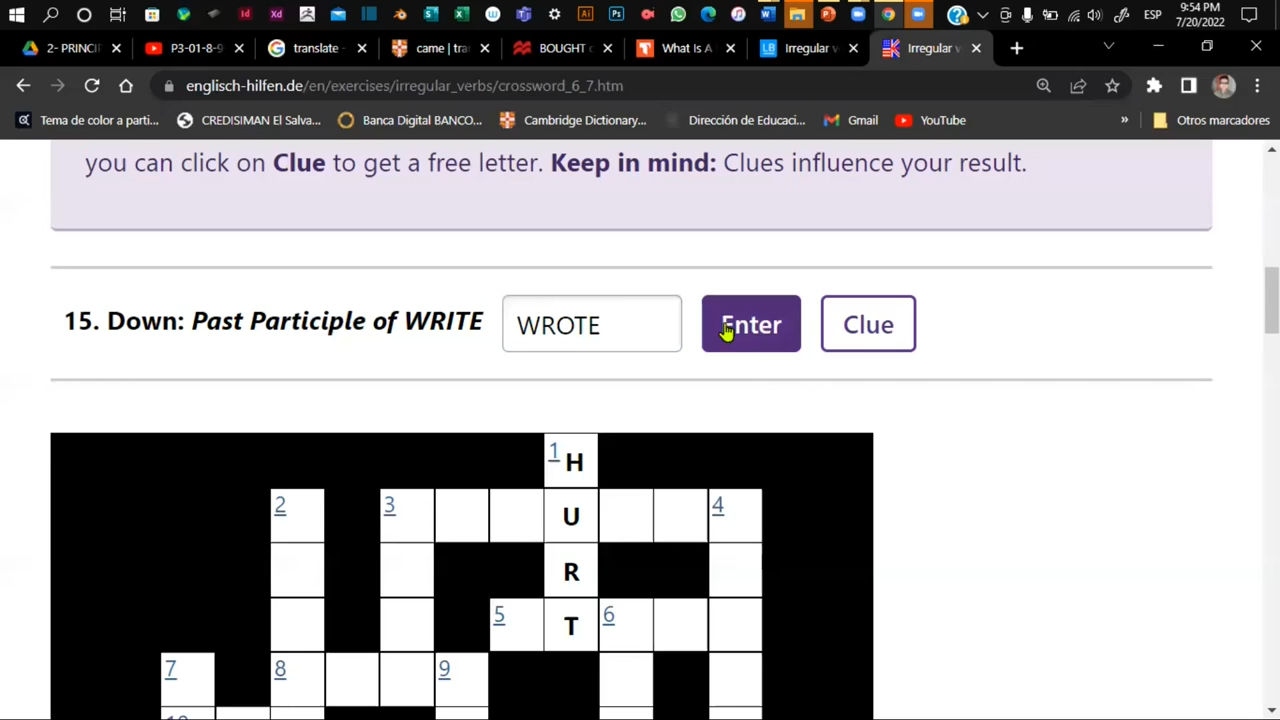 9:54 PM
ESP
7/20/2022
2- PRINCI
P3=01-8-9
translate
came | tra
BOUGHT
What Is A
Irregular v
Irregular v
englisch-hilfen.de/en/exercises/irregular_verbs/crossword_6_7.htm
Tema de color a parti...
CREDISIMAN El Salva...
Banca Digital BANCO...
Cambridge Dictionary...
Dirección de Educaci...
Gmail
YouTube
»
Otros marcadores
you can click on Clue to get a free letter. Keep in mind: Clues influence your result.
15. Down: Past Participle of WRITE
WROTE
Enter
Clue
1 H
2 3 U 4
R
5 T 6
7 8 9